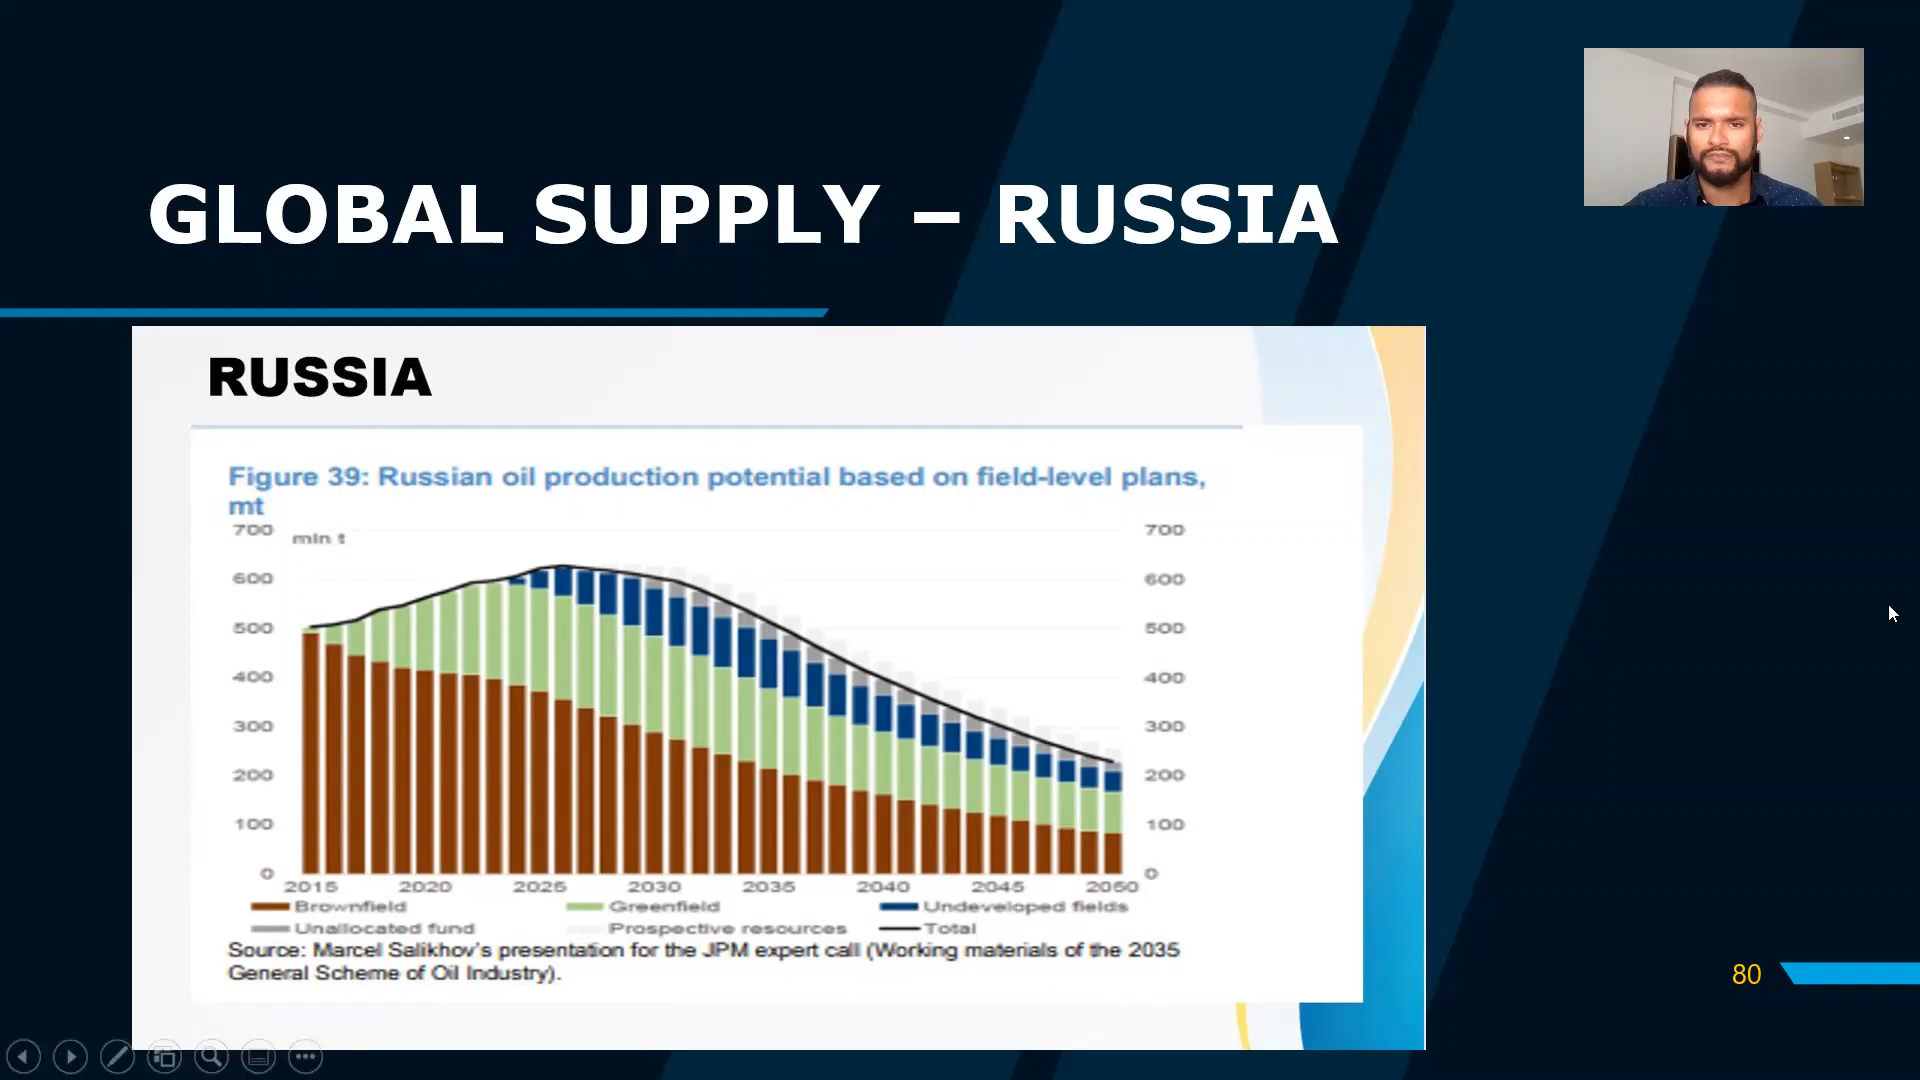 GLOBAL SUPPLY – RUSSIA
RUSSIA
Figure 39: Russian oil production potential based on field-level plans,
mt
700 700
mln t
600 600
500 500
400 400
300 300
200 200
100 100
0 0
2015 2020 2025 2030 2035 2040 2045 2050
Brownfield Greenfield Undeveloped fields
Unallocated fund Prospective resources Total
Source: Marcel Salikhov's presentation for the JPM expert call (Working materials of the 2035
General Scheme of Oil Industry).
80